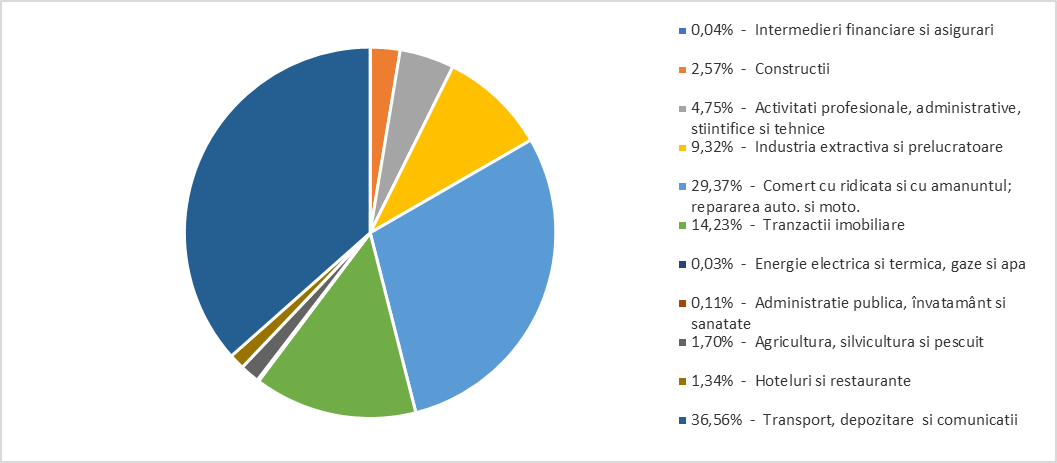 0,04% - Intermedieri financiare si asigurari
2,57% - Constructii
4,75% - Activitati profesionale, administrative,
stiintifice si tehnice
9,32% - Industria extractiva si prelucratoare
29,37% - Comert cu ridicata si cu amanuntul;
repararea auto. si moto.
14,23% - Tranzactii imobiliare
0,03% - Energie electrica si termica, gaze si apa
0,11% - Administratie publica, învatamânt si
sanatate
1,70% - Agricultura, silvicultura si pescuit
1,34% - Hoteluri si restaurante
36,56% - Transport, depozitare si comunicatii